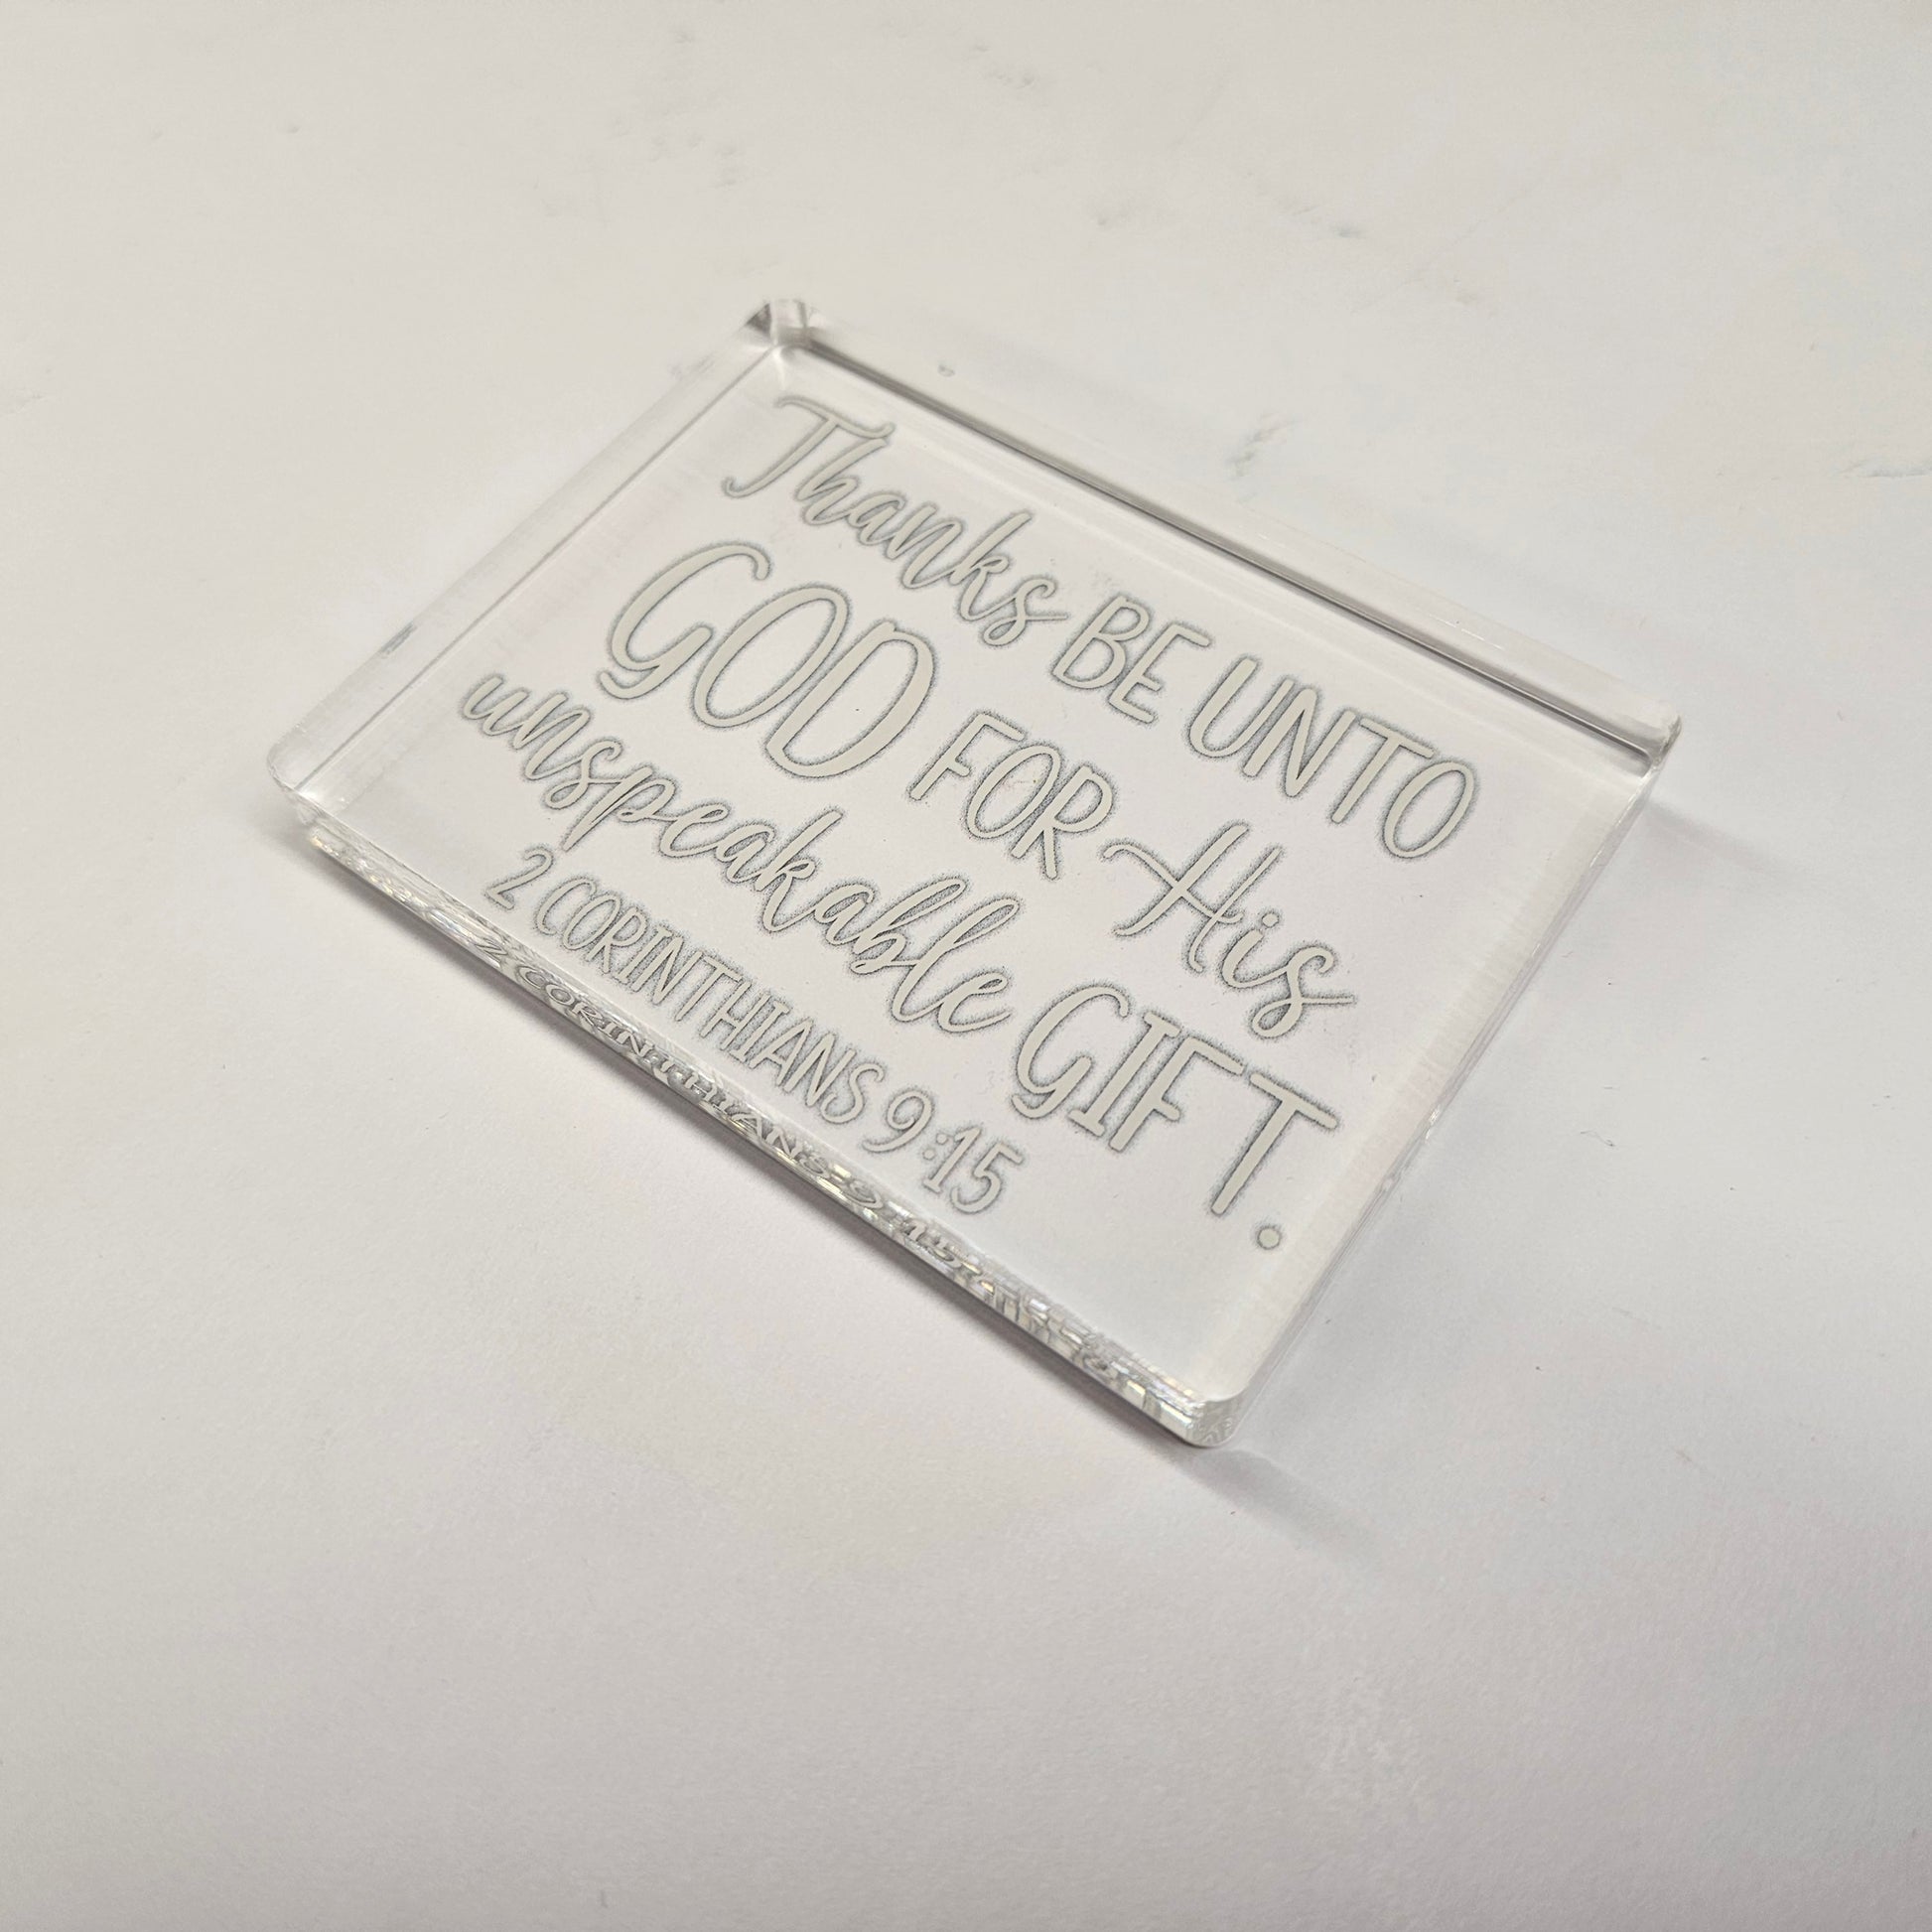 Thanks BE UNTO
GOD FOR His
unspeakable GIFT.
2 CORINTHIANS 9:15